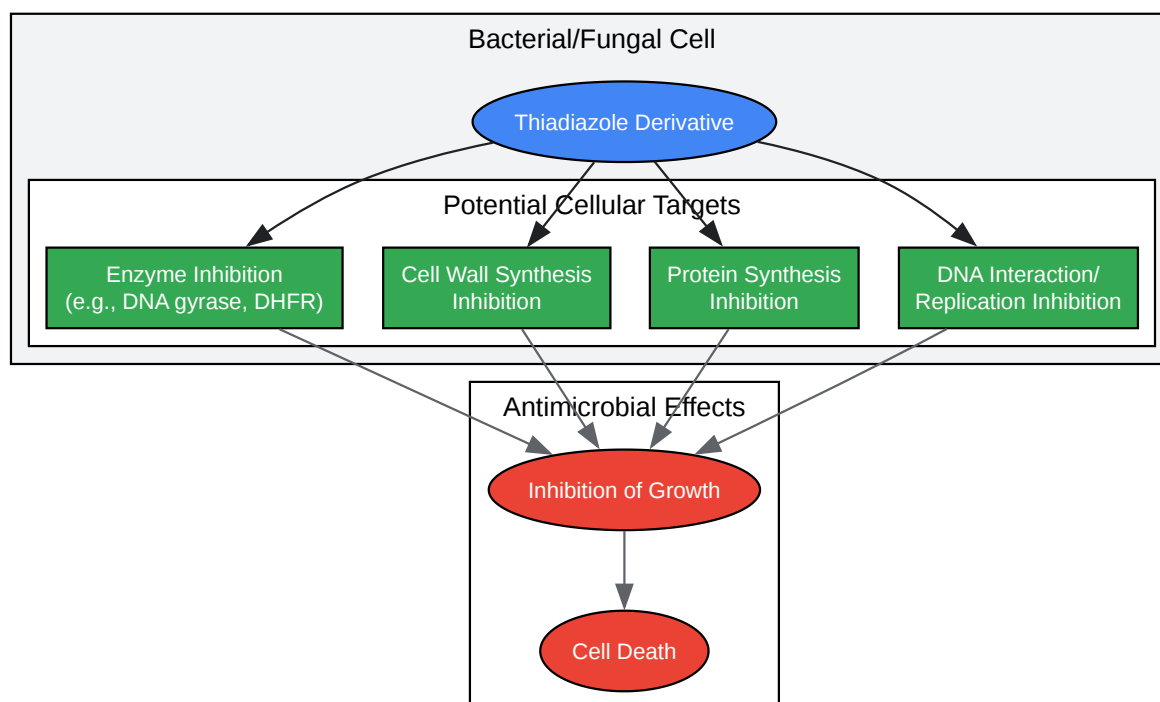 Bacterial/Fungal Cell
Thiadiazole Derivative
Potential Cellular Targets
Enzyme Inhibition
(e.g., DNA gyrase, DHFR)
Cell Wall Synthesis
Inhibition
Protein Synthesis
Inhibition
DNA Interaction/
Replication Inhibition
Antimicrobial Effects
Inhibition of Growth
Cell Death